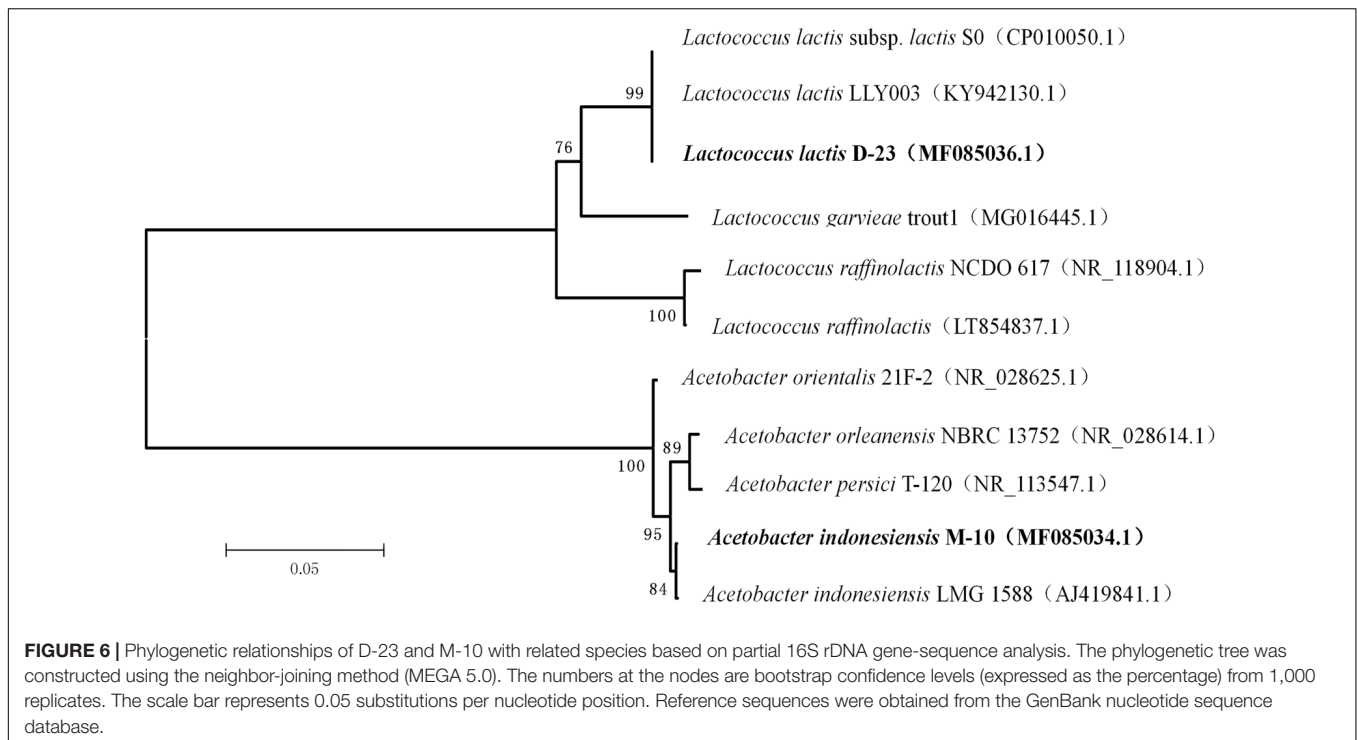 Lactococcus lactis subsp. lactis S0（CP010050.1）
99
Lactococcus lactis LLY003（KY942130.1）
76
Lactococcus lactis D-23（MF085036.1）
Lactococcus garvieae trout1（MG016445.1）
Lactococcus raffinolactis NCDO 617（NR_118904.1）
100
Lactococcus raffinolactis（LT854837.1）
Acetobacter orientalis 21F-2（NR_028625.1）
89
Acetobacter orleanensis NBRC 13752（NR_028614.1）
100
Acetobacter persici T-120（NR_113547.1）
95
Acetobacter indonesiensis M-10（MF085034.1）
0.05
84
Acetobacter indonesiensis LMG 1588（AJ419841.1）
FIGURE 6 | Phylogenetic relationships of D-23 and M-10 with related species based on partial 16S rDNA gene-sequence analysis. The phylogenetic tree was
constructed using the neighbor-joining method (MEGA 5.0). The numbers at the nodes are bootstrap confidence levels (expressed as the percentage) from 1,000
replicates. The scale bar represents 0.05 substitutions per nucleotide position. Reference sequences were obtained from the GenBank nucleotide sequence
database.